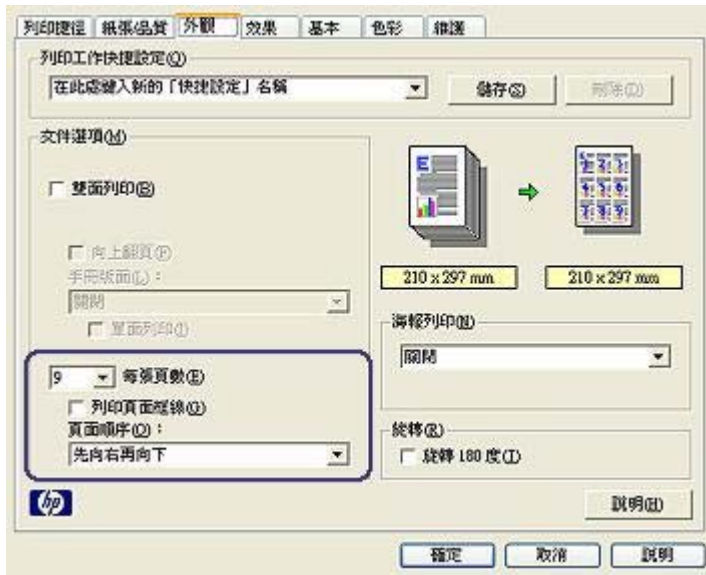 列印捷徑 紙張/品質 外觀 效果 基本 色彩 維護
列印工作快捷設定(Q)
在此處鍵入新的「快捷設定」名稱
儲存(S) 刪除(D)
文件選項(M)
雙面列印(B)
向上翻頁(F)
手冊版面(L)：
關閉
單面列印(I)
9 每張頁數(E)
列印頁面框線(G)
頁面順序(O)：
先向右再向下
E
210 x 297 mm 210 x 297 mm
海報列印(N)
關閉
旋轉(R)
旋轉 180 度(T)
hp
說明(H)
確定 取消 說明